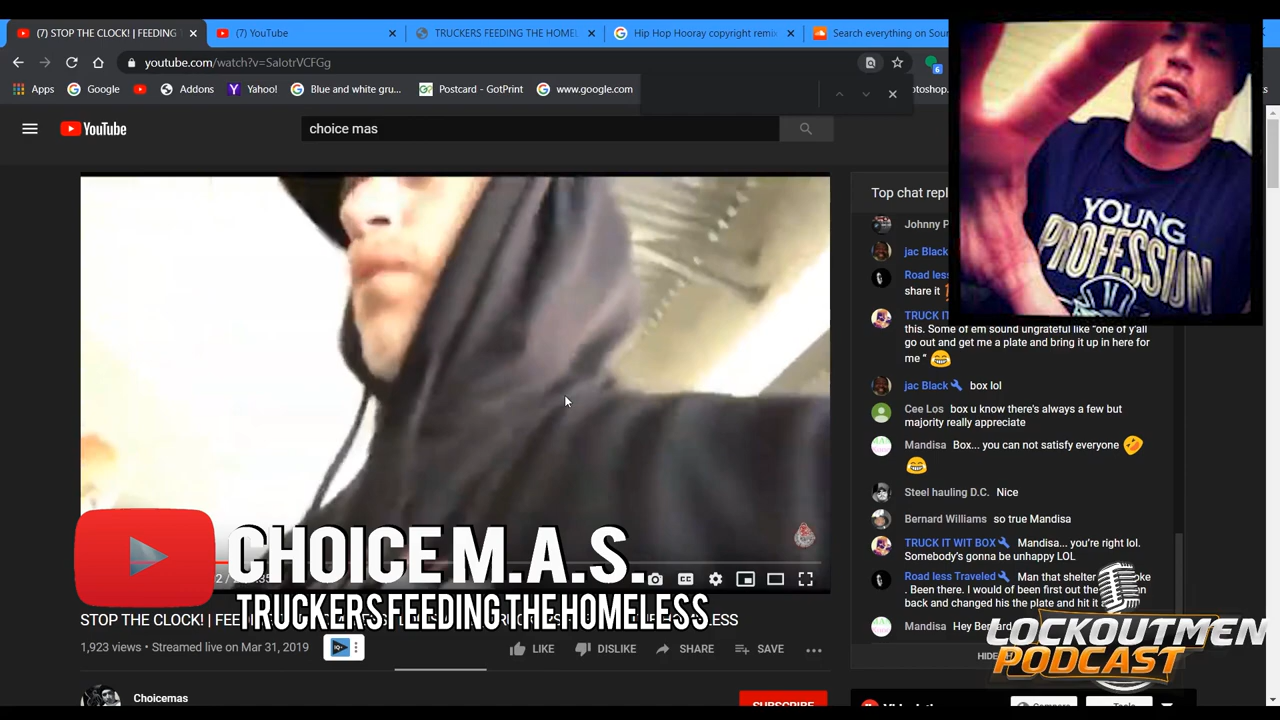 (7) STOP THE CLOCK! | FEEDING
(7) YouTube
TRUCKERS FEEDING THE HOMEL
Hip Hop Hooray copyright remix
Search everything on Soun
youtube.com/watch?v=SaIotrVCFGg
6
Apps
Google
Addons
Yahoo!
Blue and white gru...
Postcard - GotPrint
www.google.com
YouTube
choice mas
Top chat repl
Johnny P
jac Black
Road less
share it
TRUCK IT
this. Some of em sound ungrateful like “one of y'all
go out and get me a plate and bring it up in here for
me ”
jac Black box lol
Cee Los box u know there's always a few but
majority really appreciate
Mandisa Box... you can not satisfy everyone
Steel hauling D.C. Nice
Bernard Williams so true Mandisa
TRUCK IT WIT BOX Mandisa... you're right lol.
Somebody's gonna be unhappy LOL
Road less Traveled Man that shelter
. Been there. I would of been first out the
back and changed his the plate and hit it
Mandisa Hey Ber
HIDE
YOUNG
PROFESSION
CHOICE M.A.S.
TRUCKERS FEEDING THE HOMELESS
STOP THE CLOCK! | FEE
1,923 views • Streamed live on Mar 31, 2019
LIKE
DISLIKE
SHARE
SAVE
Choicemas
SUBSCRIBE
LOCKOUTMEN
PODCAST
Compare
Tools